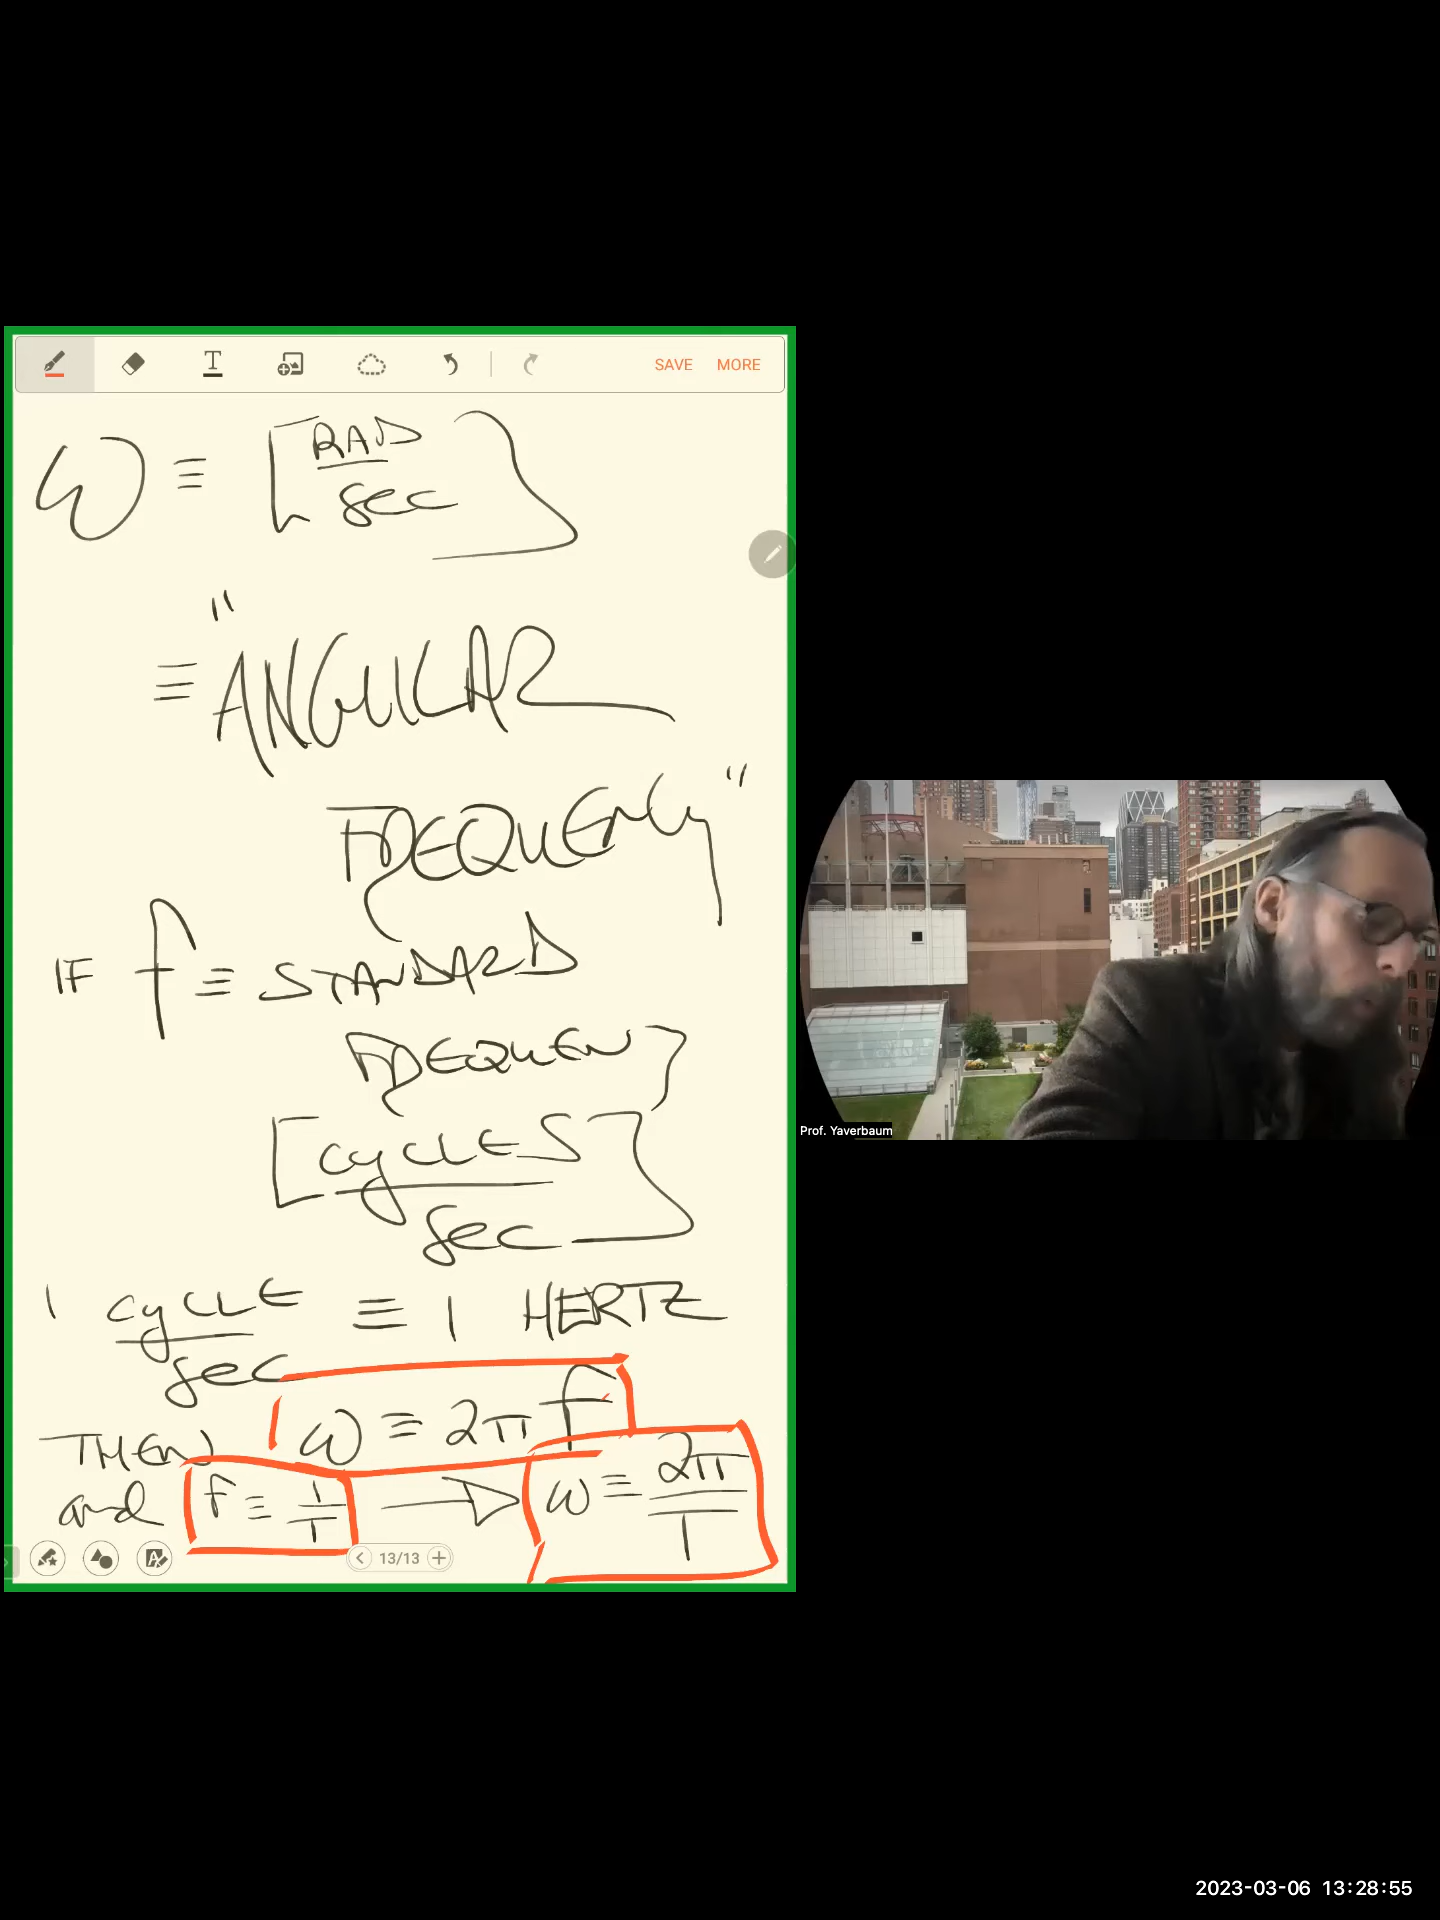 T SAVE MORE
ω ≡ [RAD/sec]
"
≡ ANGULAR
FREQUENCY"
IF f ≡ STANDARD
FREQUENCY
[CYCLES/sec]
1 CYCLE/sec ≡ 1 HERTZ
THEN ω ≡ 2π f
and f ≡ 1/T → ω ≡ 2π/T
13/13
Prof. Yaverbaum
2023-03-06 13:28:55